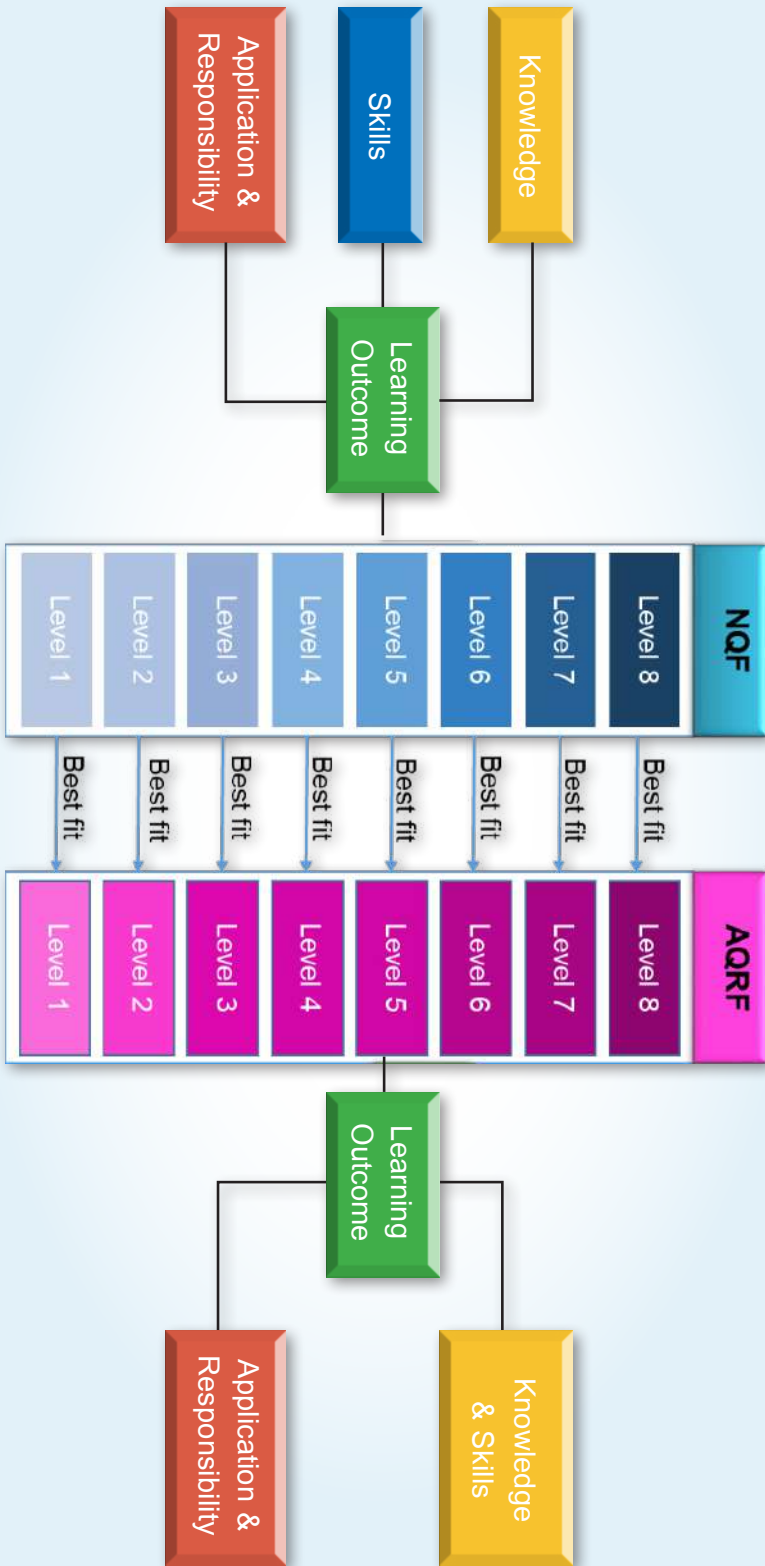 Knowledge
Skills
Application &
Responsibility
Learning
Outcome
NQF
Level 8
Level 7
Level 6
Level 5
Level 4
Level 3
Level 2
Level 1
Best fit
Best fit
Best fit
Best fit
Best fit
Best fit
Best fit
Best fit
AQRF
Level 8
Level 7
Level 6
Level 5
Level 4
Level 3
Level 2
Level 1
Learning
Outcome
Knowledge
& Skills
Application &
Responsibility